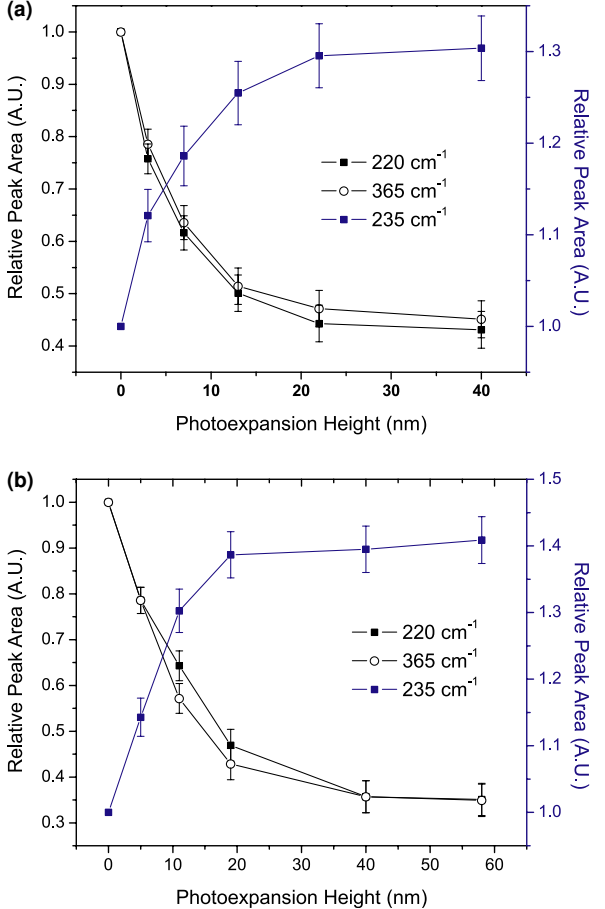 (a)
1.0
0.9
0.8
0.7
0.6
0.5
0.4
Relative Peak Area (A.U.)
1.3
1.2
1.1
1.0
Relative Peak Area (A.U.)
220 cm⁻¹
365 cm⁻¹
235 cm⁻¹
0 10 20 30 40
Photoexpansion Height (nm)
(b)
1.0
0.9
0.8
0.7
0.6
0.5
0.4
0.3
Relative Peak Area (A.U.)
1.5
1.4
1.3
1.2
1.1
1.0
Relative Peak Area (A.U.)
220 cm⁻¹
365 cm⁻¹
235 cm⁻¹
0 10 20 30 40 50 60
Photoexpansion Height (nm)